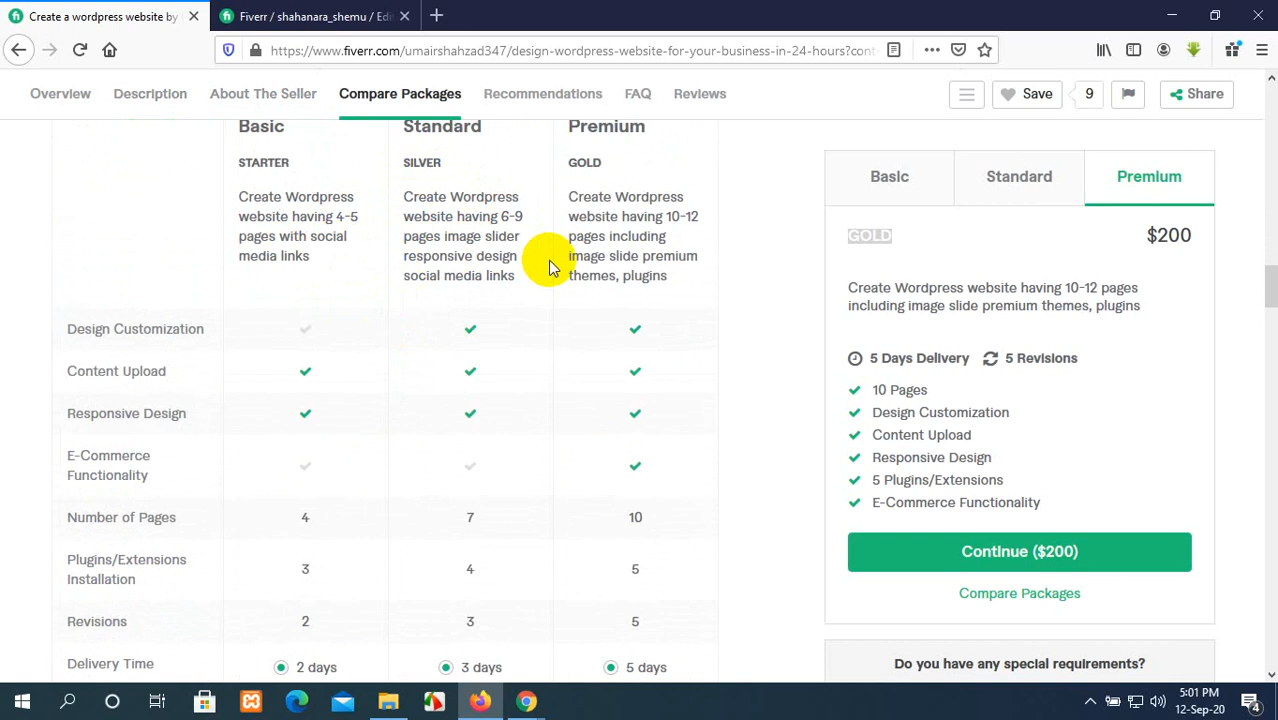 Create a wordpress website by
Fiverr / shahanara_shemu / Edi
https://www.fiverr.com/umairshahzad347/design-wordpress-website-for-your-business-in-24-hours?cont
Overview
Description
About The Seller
Compare Packages
Recommendations
FAQ
Reviews
Save
9
Share
Basic
Standard
Premium
STARTER
SILVER
GOLD
Create Wordpress
website having 4-5
pages with social
media links
Create Wordpress
website having 6-9
pages image slider
responsive design
social media links
Create Wordpress
website having 10-12
pages including
image slide premium
themes, plugins
Design Customization
Content Upload
Responsive Design
E-Commerce
Functionality
Number of Pages
4
7
10
Plugins/Extensions
Installation
3
4
5
Revisions
2
3
5
Delivery Time
2 days
3 days
5 days
Basic
Standard
Premium
GOLD
$200
Create Wordpress website having 10-12 pages
including image slide premium themes, plugins
5 Days Delivery
5 Revisions
10 Pages
Design Customization
Content Upload
Responsive Design
5 Plugins/Extensions
E-Commerce Functionality
Continue ($200)
Compare Packages
Do you have any special requirements?
5:01 PM
12-Sep-20
4